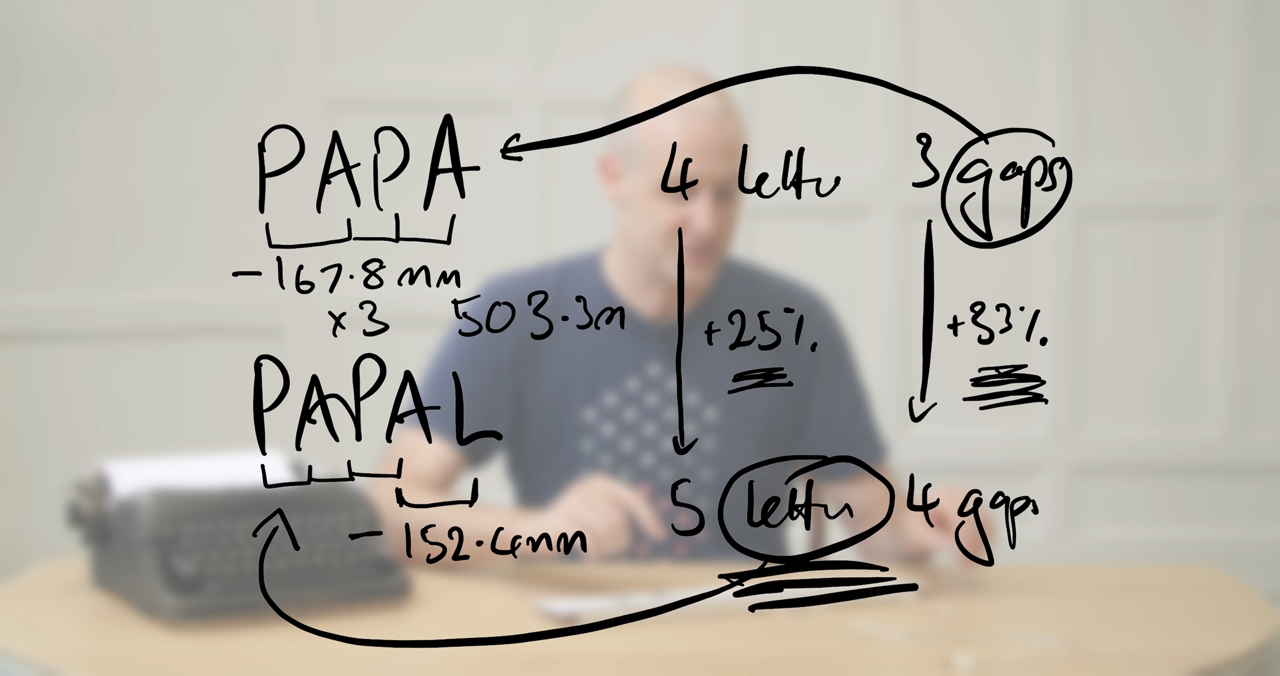 PAPA 4 letter 3 gaps
-167.8mm
x3 503.3m +25% +33%
PAPAL
5 letter 4 gaps
-152.4mm